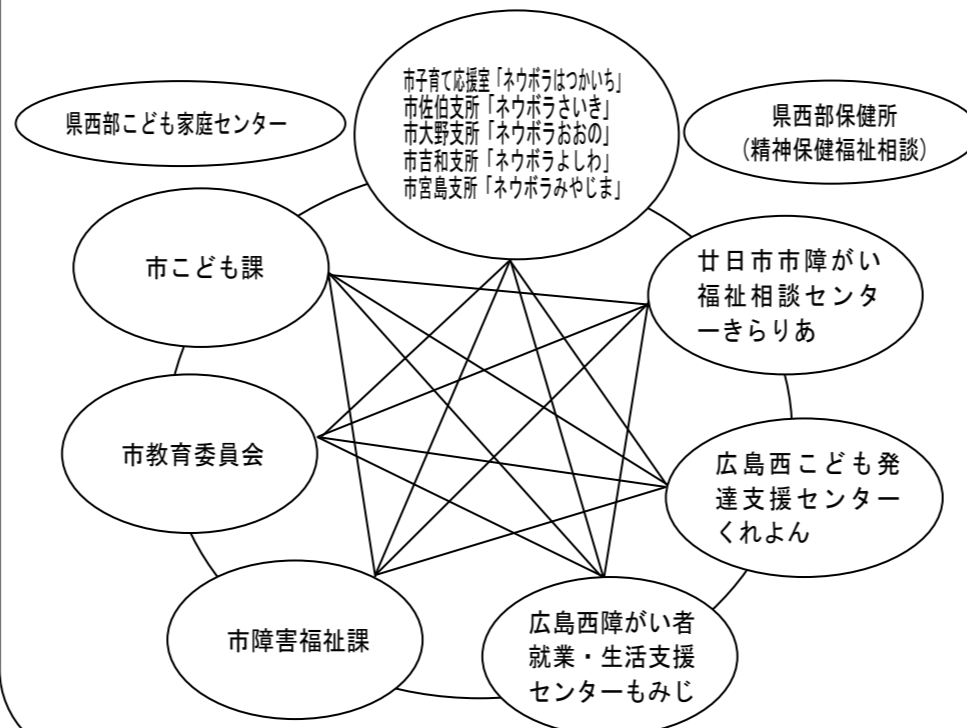 市子育て応援室「ネウボラはつかいち」
市佐伯支所「ネウボラさいき」
市大野支所「ネウボラおおの」
市吉和支所「ネウボラよしわ」
市宮島支所「ネウボラみやじま」
県西部こども家庭センター
県西部保健所
(精神保健福祉相談)
市こども課
廿日市市障がい
福祉相談センタ
ーきらりあ
市教育委員会
広島西こども発
達支援センター
くれよん
市障害福祉課
広島西障がい者
就業・生活支援
センターもみじ